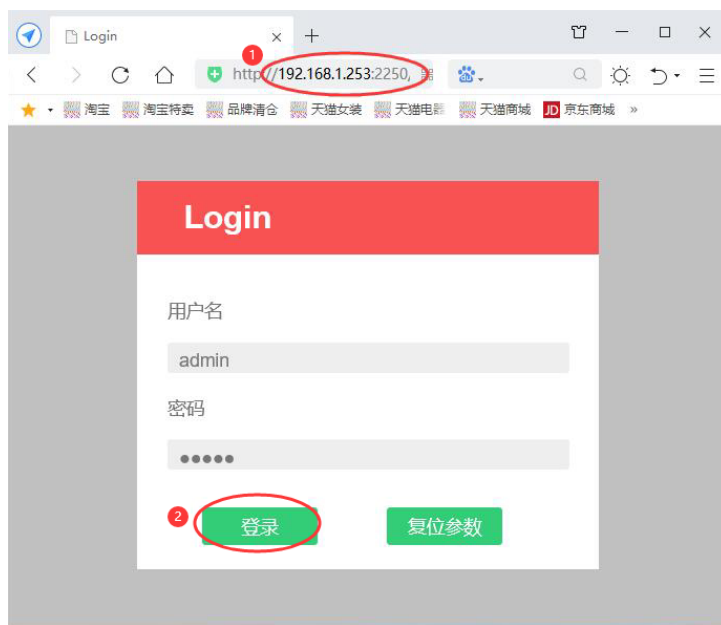 Login
1
http://192.168.1.253:2250,
淘宝 淘宝特卖 品牌清仓 天猫女装 天猫电器 天猫商城 JD 京东商城 »
Login
用户名
admin
密码
●●●●●
2
登录 复位参数